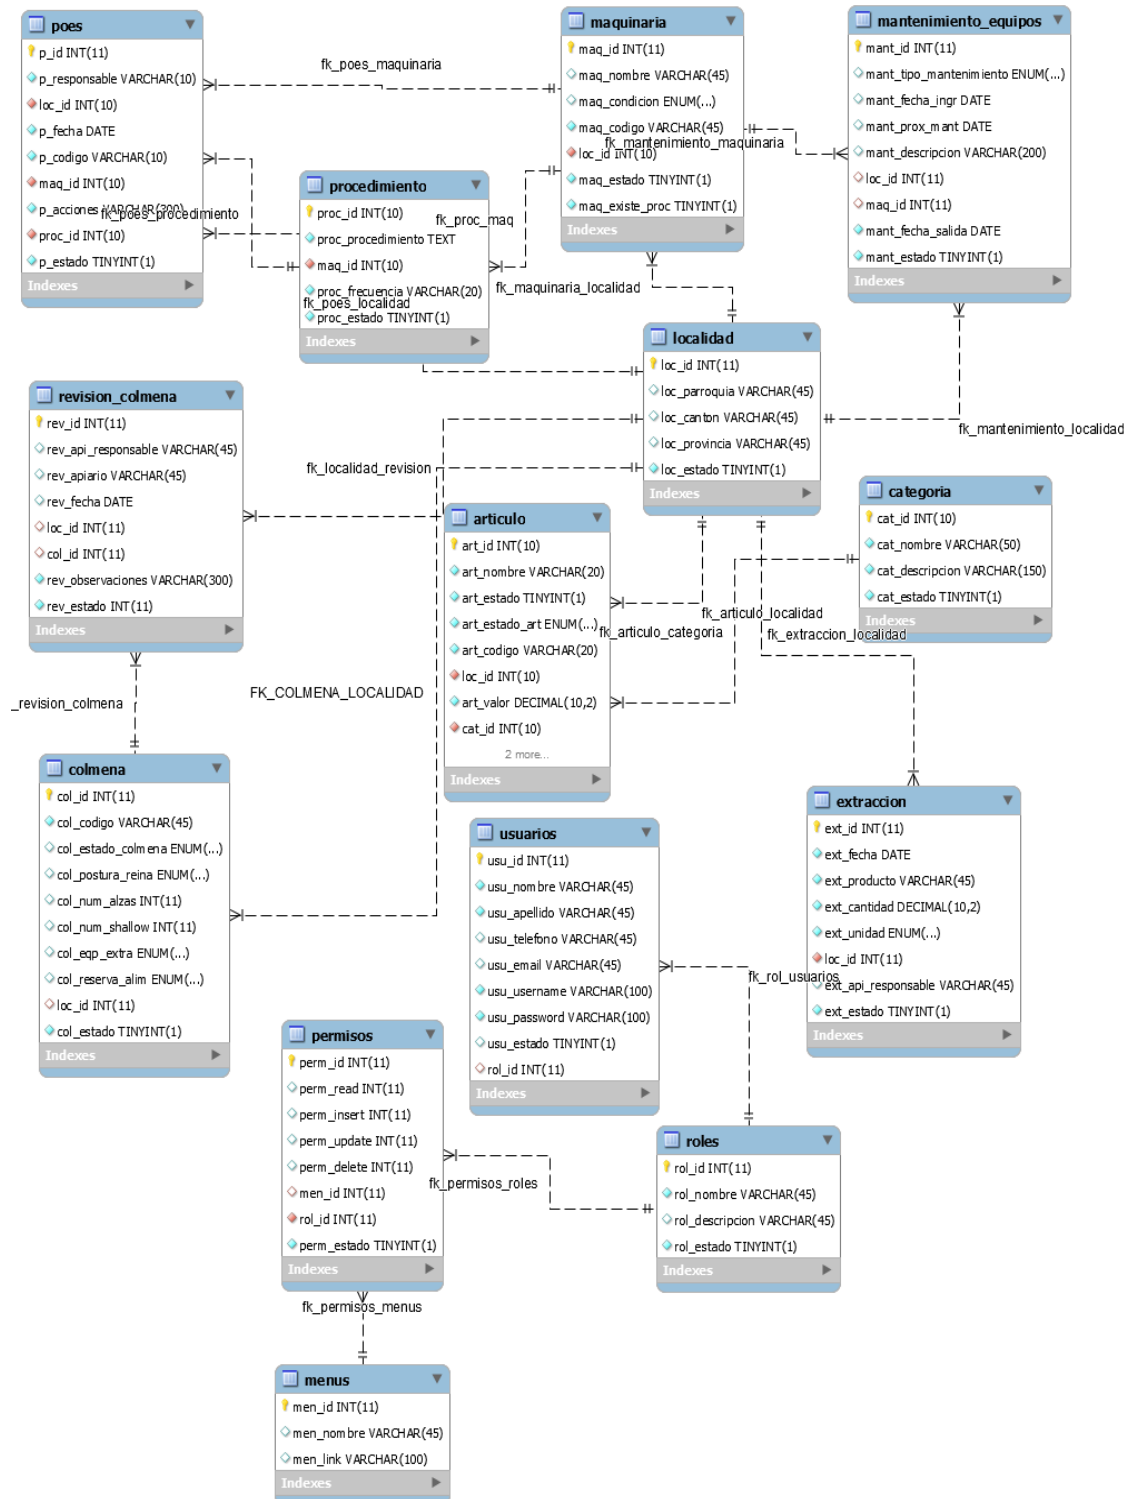 poes
p_id INT(11)
p_responsable VARCHAR(10)
loc_id INT(10)
p_fecha DATE
p_codigo VARCHAR(10)
maq_id INT(10)
p_acciones VARCHAR(300)
proc_id INT(10)
p_estado TINYINT(1)
Indexes
fk_poes_maquinaria
fk_poes_procedimiento
maquinaria
maq_id INT(11)
maq_nombre VARCHAR(45)
maq_condicion ENUM(...)
maq_codigo VARCHAR(45)
loc_id INT(10)
maq_estado TINYINT(1)
maq_existe_proc TINYINT(1)
Indexes
fk_mantenimiento_maquinaria
mantenimiento_equipos
mant_id INT(11)
mant_tipo_mantenimiento ENUM(...)
mant_fecha_ingr DATE
mant_prox_mant DATE
mant_descripcion VARCHAR(200)
loc_id INT(11)
maq_id INT(11)
mant_fecha_salida DATE
mant_estado TINYINT(1)
Indexes
procedimiento
proc_id INT(10)
proc_procedimiento TEXT
maq_id INT(10)
proc_frecuencia VARCHAR(20)
proc_estado TINYINT(1)
Indexes
fk_proc_maq
fk_poes_localidad
fk_maquinaria_localidad
localidad
loc_id INT(11)
loc_parroquia VARCHAR(45)
loc_canton VARCHAR(45)
loc_provincia VARCHAR(45)
loc_estado TINYINT(1)
Indexes
fk_mantenimiento_localidad
revision_colmena
rev_id INT(11)
rev_api_responsable VARCHAR(45)
rev_apiario VARCHAR(45)
rev_fecha DATE
loc_id INT(11)
col_id INT(11)
rev_observaciones VARCHAR(300)
rev_estado INT(11)
Indexes
fk_localidad_revision
articulo
art_id INT(10)
art_nombre VARCHAR(20)
art_estado TINYINT(1)
art_estado_art ENUM(...)
art_codigo VARCHAR(20)
loc_id INT(10)
art_valor DECIMAL(10,2)
cat_id INT(10)
2 more...
Indexes
categoria
cat_id INT(10)
cat_nombre VARCHAR(50)
cat_descripcion VARCHAR(150)
cat_estado TINYINT(1)
Indexes
fk_articulo_localidad
fk_articulo_categoria
fk_extraccion_localidad
_revision_colmena
FK_COLMENA_LOCALIDAD
colmena
col_id INT(11)
col_codigo VARCHAR(45)
col_estado_colmena ENUM(...)
col_postura_reina ENUM(...)
col_num_alzas INT(11)
col_num_shallow INT(11)
col_eqp_extra ENUM(...)
col_reserva_alim ENUM(...)
loc_id INT(11)
col_estado TINYINT(1)
Indexes
usuarios
usu_id INT(11)
usu_nombre VARCHAR(45)
usu_apellido VARCHAR(45)
usu_telefono VARCHAR(45)
usu_email VARCHAR(45)
usu_username VARCHAR(100)
usu_password VARCHAR(100)
usu_estado TINYINT(1)
rol_id INT(11)
Indexes
fk_rol_usuarios
extraccion
ext_id INT(11)
ext_fecha DATE
ext_producto VARCHAR(45)
ext_cantidad DECIMAL(10,2)
ext_unidad ENUM(...)
loc_id INT(11)
ext_api_responsable VARCHAR(45)
ext_estado TINYINT(1)
Indexes
permisos
perm_id INT(11)
perm_read INT(11)
perm_insert INT(11)
perm_update INT(11)
perm_delete INT(11)
men_id INT(11)
rol_id INT(11)
perm_estado TINYINT(1)
Indexes
fk_permisos_roles
fk_permisos_menus
roles
rol_id INT(11)
rol_nombre VARCHAR(45)
rol_descripcion VARCHAR(45)
rol_estado TINYINT(1)
Indexes
menus
men_id INT(11)
men_nombre VARCHAR(45)
men_link VARCHAR(100)
Indexes